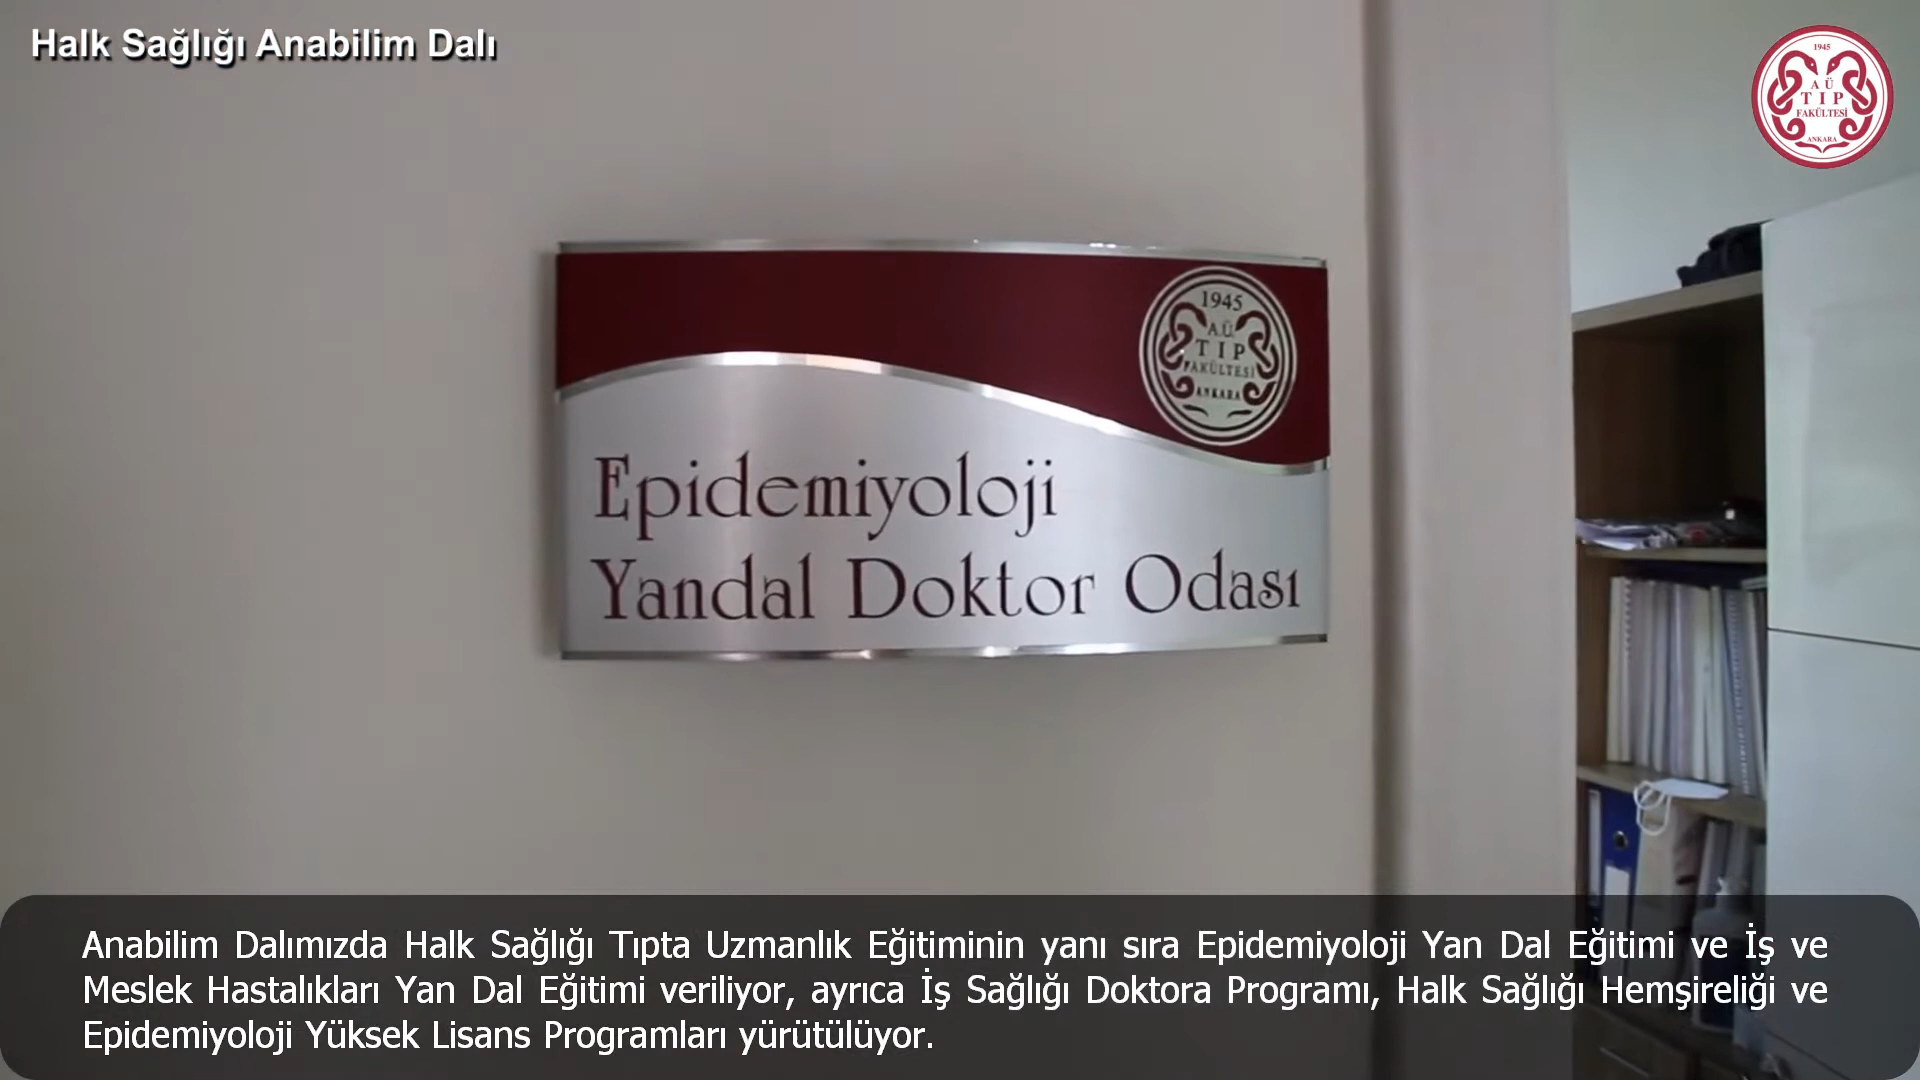 Halk Sağlığı Anabilim Dalı
1945
A Ü
TIP
FAKÜLTESİ
ANKARA
1945
A.Ü.
TIP
FAKÜLTESİ
ANKARA
Epidemiyoloji
Yandal Doktor Odası
Anabilim Dalımızda Halk Sağlığı Tıpta Uzmanlık Eğitiminin yanı sıra Epidemiyoloji Yan Dal Eğitimi ve İş ve
Meslek Hastalıkları Yan Dal Eğitimi veriliyor, ayrıca İş Sağlığı Doktora Programı, Halk Sağlığı Hemşireliği ve
Epidemiyoloji Yüksek Lisans Programları yürütülüyor.